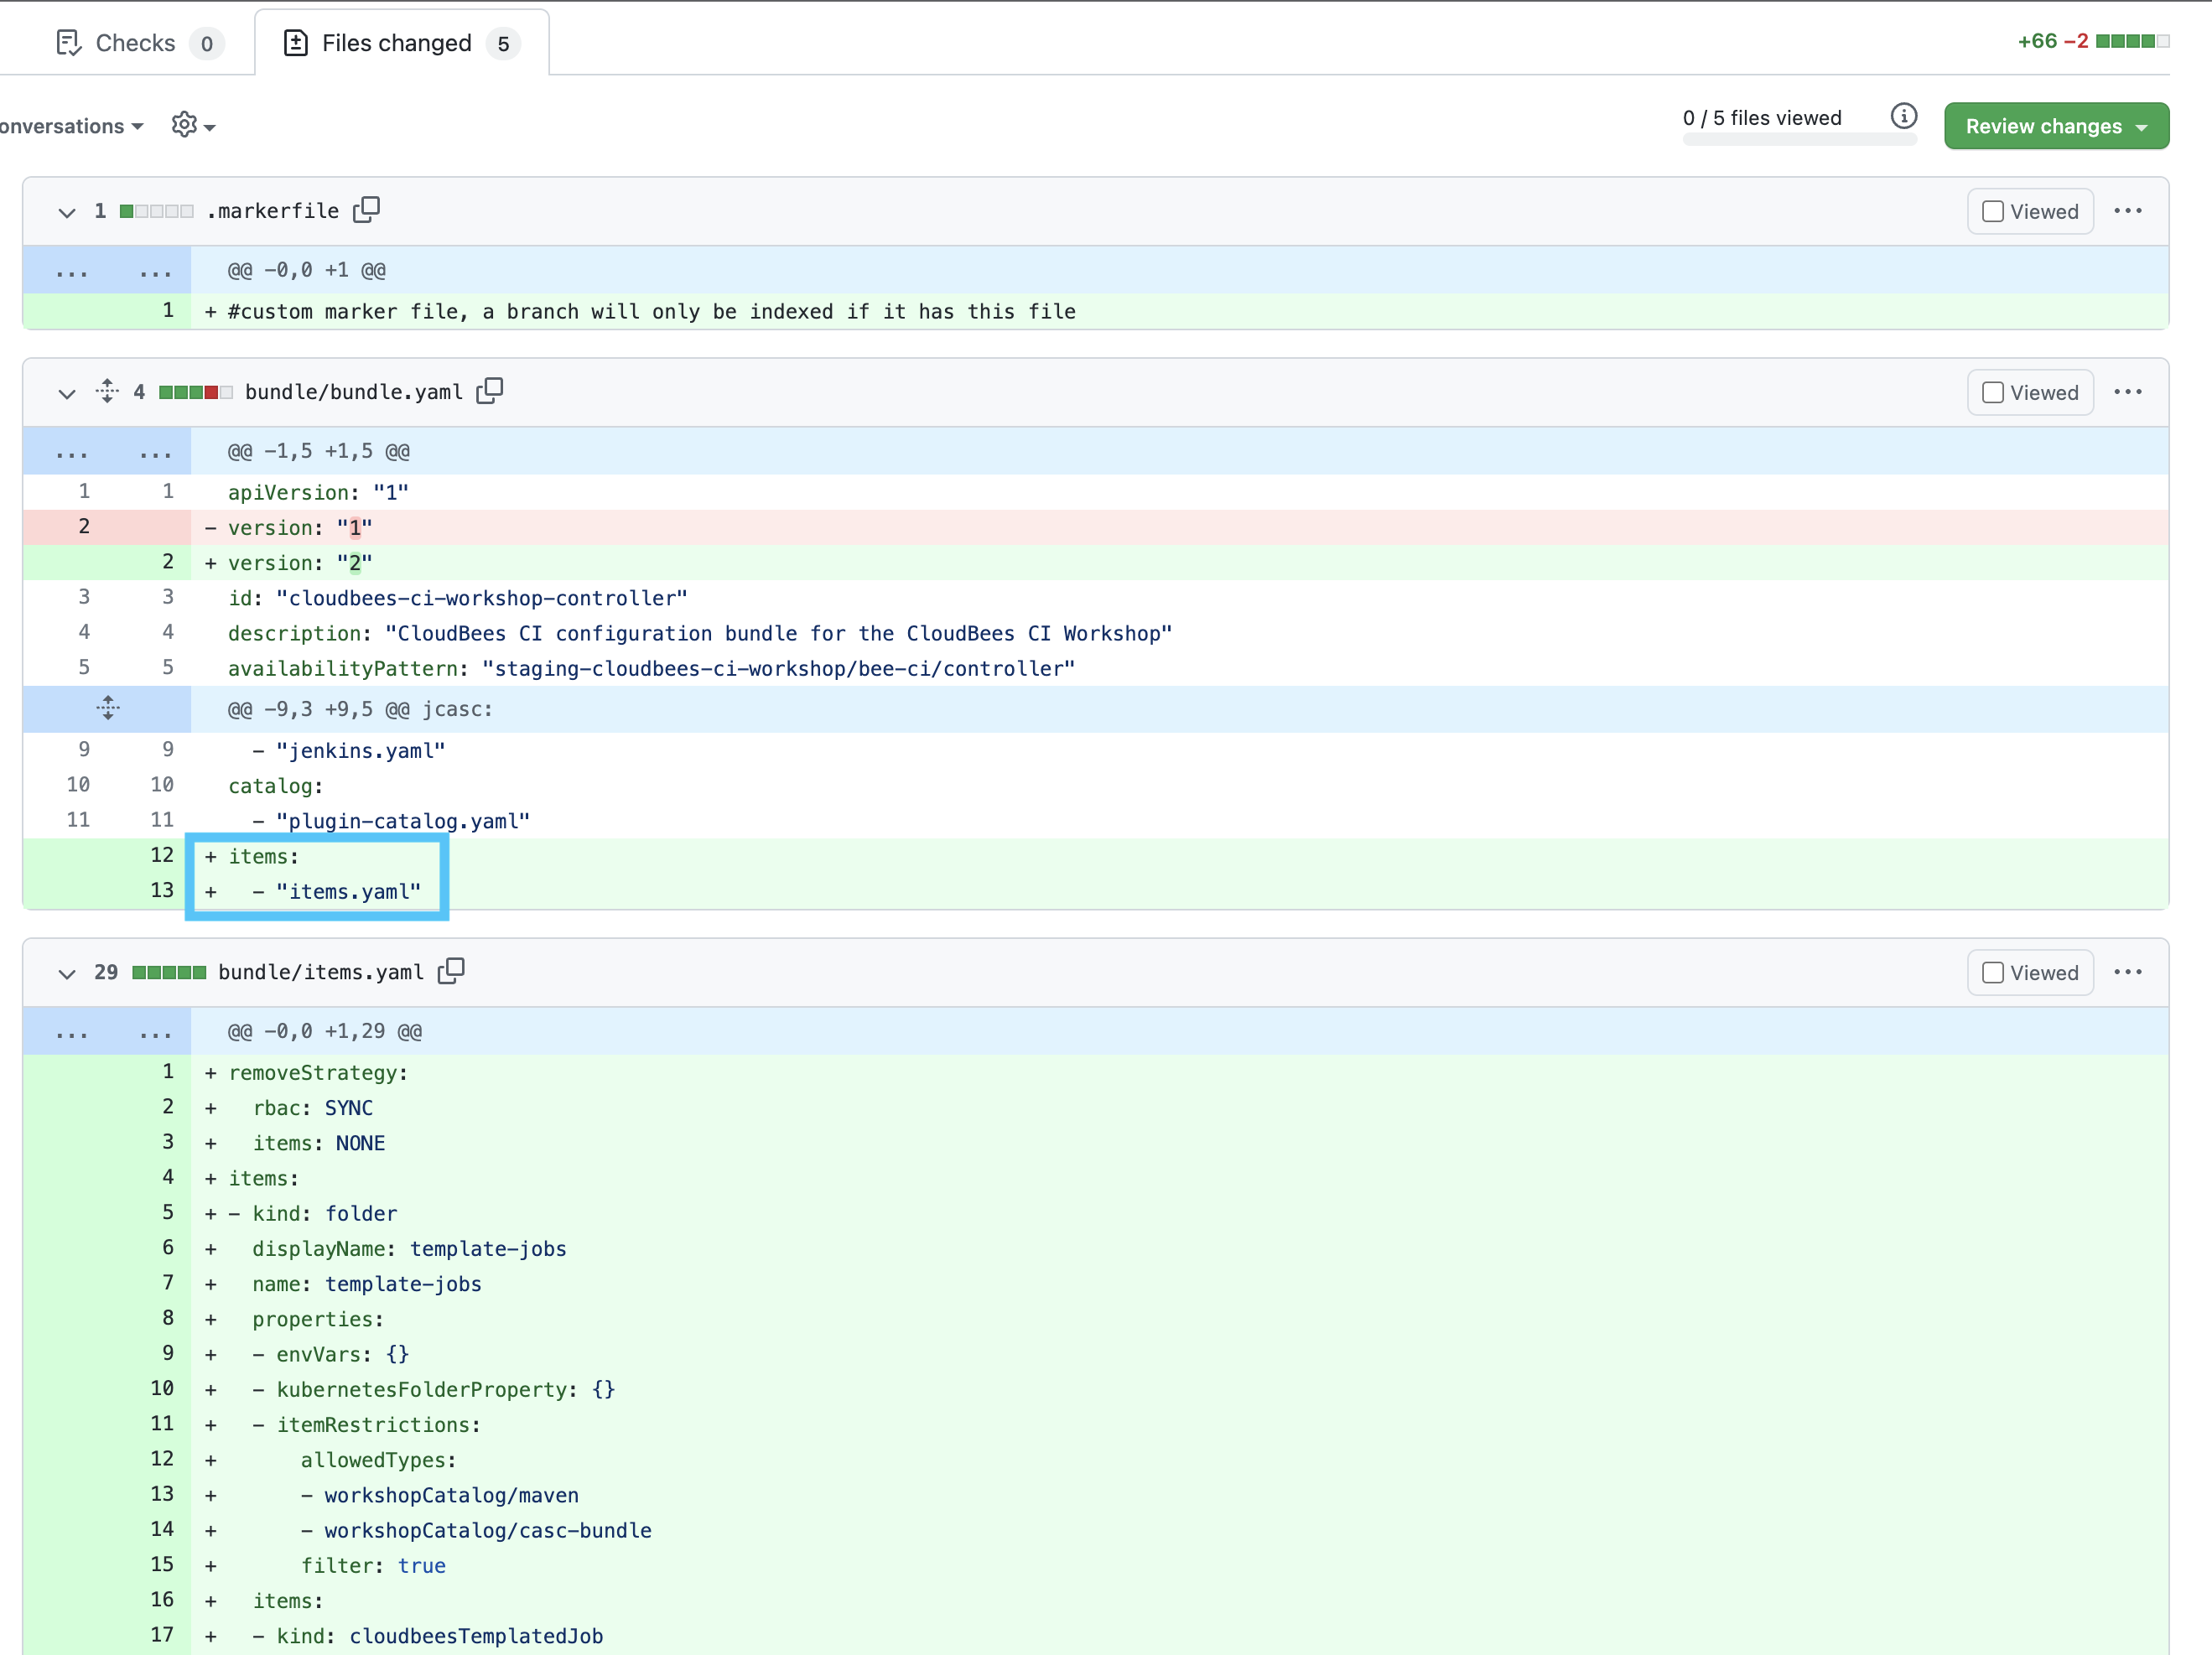 Checks 0 Files changed 5 +66 −2
onversations 0 / 5 files viewed Review changes
1 .markerfile Viewed ...
... ... @@ -0,0 +1 @@
1 + #custom marker file, a branch will only be indexed if it has this file
4 bundle/bundle.yaml Viewed ...
... ... @@ -1,5 +1,5 @@
1 1 apiVersion: "1"
2 - version: "1"
2 + version: "2"
3 3 id: "cloudbees-ci-workshop-controller"
4 4 description: "CloudBees CI configuration bundle for the CloudBees CI Workshop"
5 5 availabilityPattern: "staging-cloudbees-ci-workshop/bee-ci/controller"
@@ -9,3 +9,5 @@ jcasc:
9 9 - "jenkins.yaml"
10 10 catalog:
11 11 - "plugin-catalog.yaml"
12 + items:
13 + - "items.yaml"
29 bundle/items.yaml Viewed ...
... ... @@ -0,0 +1,29 @@
1 + removeStrategy:
2 + rbac: SYNC
3 + items: NONE
4 + items:
5 + - kind: folder
6 + displayName: template-jobs
7 + name: template-jobs
8 + properties:
9 + - envVars: {}
10 + - kubernetesFolderProperty: {}
11 + - itemRestrictions:
12 + allowedTypes:
13 + - workshopCatalog/maven
14 + - workshopCatalog/casc-bundle
15 + filter: true
16 + items:
17 + - kind: cloudbeesTemplatedJob